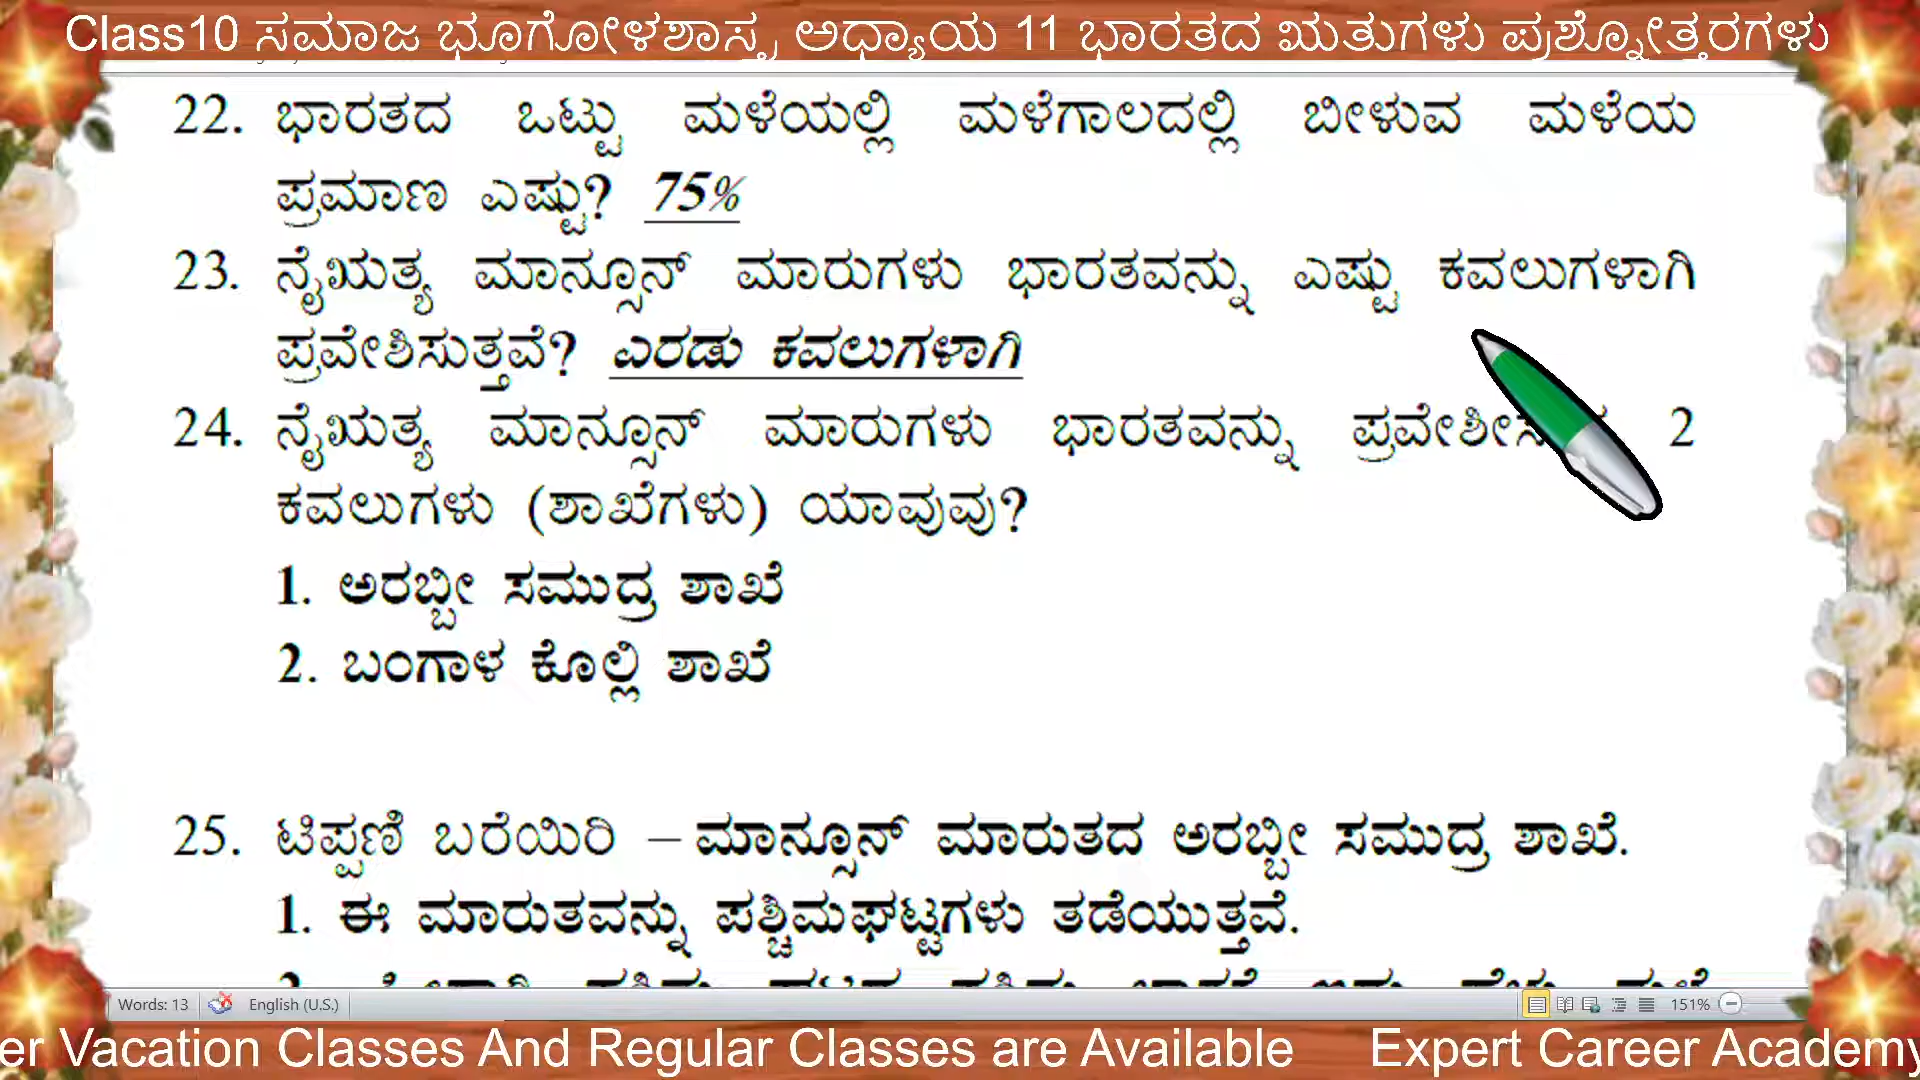 Class10 ಸಮಾಜ ಭೂಗೋಳಶಾಸ್ತ್ರ ಅಧ್ಯಾಯ 11 ಭಾರತದ ಋತುಗಳು ಪ್ರಶ್ನೋತ್ತರಗಳು
22. ಭಾರತದ ಒಟ್ಟು ಮಳೆಯಲ್ಲಿ ಮಳೆಗಾಲದಲ್ಲಿ ಬೀಳುವ ಮಳೆಯ
ಪ್ರಮಾಣ ಎಷ್ಟು? 75%
23. ನೈಋತ್ಯ ಮಾನ್ಸೂನ್ ಮಾರುಗಳು ಭಾರತವನ್ನು ಎಷ್ಟು ಕವಲುಗಳಾಗಿ
ಪ್ರವೇಶಿಸುತ್ತವೆ? ಎರಡು ಕವಲುಗಳಾಗಿ
24. ನೈಋತ್ಯ ಮಾನ್ಸೂನ್ ಮಾರುಗಳು ಭಾರತವನ್ನು 2
ಕವಲುಗಳು (ಶಾಖೆಗಳು) ಯಾವುವು?
1. ಅರಬ್ಬೀ ಸಮುದ್ರ ಶಾಖೆ
2. ಬಂಗಾಳ ಕೊಲ್ಲಿ ಶಾಖೆ
25. ಟಿಪ್ಪಣಿ ಬರೆಯಿರಿ – ಮಾನ್ಸೂನ್ ಮಾರುತದ ಅರಬ್ಬೀ ಸಮುದ್ರ ಶಾಖೆ.
1. ಈ ಮಾರುತವನ್ನು ಪಶ್ಚಿಮಘಟ್ಟಗಳು ತಡೆಯುತ್ತವೆ.
Words: 13 English (U.S.) 151%
er Vacation Classes And Regular Classes are Available Expert Career Academy